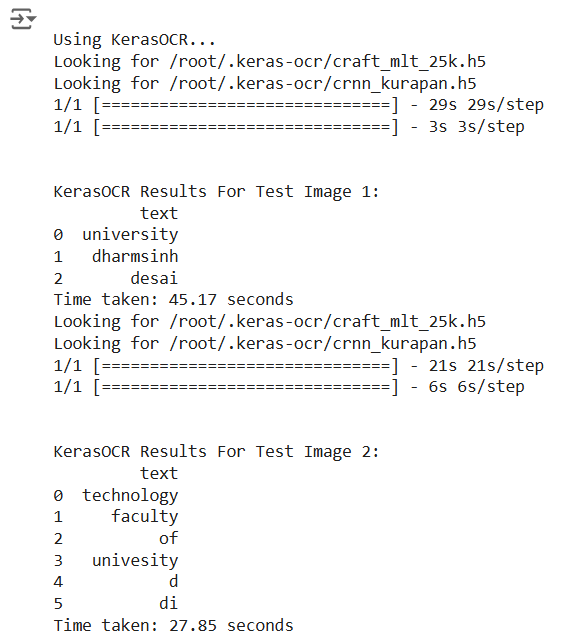 Using KerasOCR...
Looking for /root/.keras-ocr/craft_mlt_25k.h5
Looking for /root/.keras-ocr/crnn_kurapan.h5
1/1 [==============================] - 29s 29s/step
1/1 [==============================] - 3s 3s/step
KerasOCR Results For Test Image 1:
text
0 university
1 dharmsinh
2 desai
Time taken: 45.17 seconds
Looking for /root/.keras-ocr/craft_mlt_25k.h5
Looking for /root/.keras-ocr/crnn_kurapan.h5
1/1 [==============================] - 21s 21s/step
1/1 [==============================] - 6s 6s/step
KerasOCR Results For Test Image 2:
text
0 technology
1 faculty
2 of
3 univesity
4 d
5 di
Time taken: 27.85 seconds